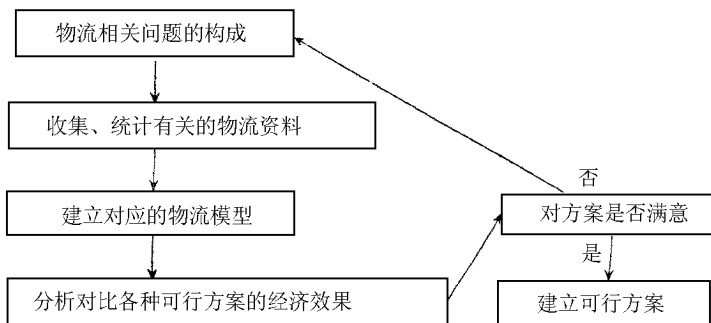 物流相关问题的构成
收集、统计有关的物流资料
建立对应的物流模型
分析对比各种可行方案的经济效果
否
对方案是否满意
是
建立可行方案